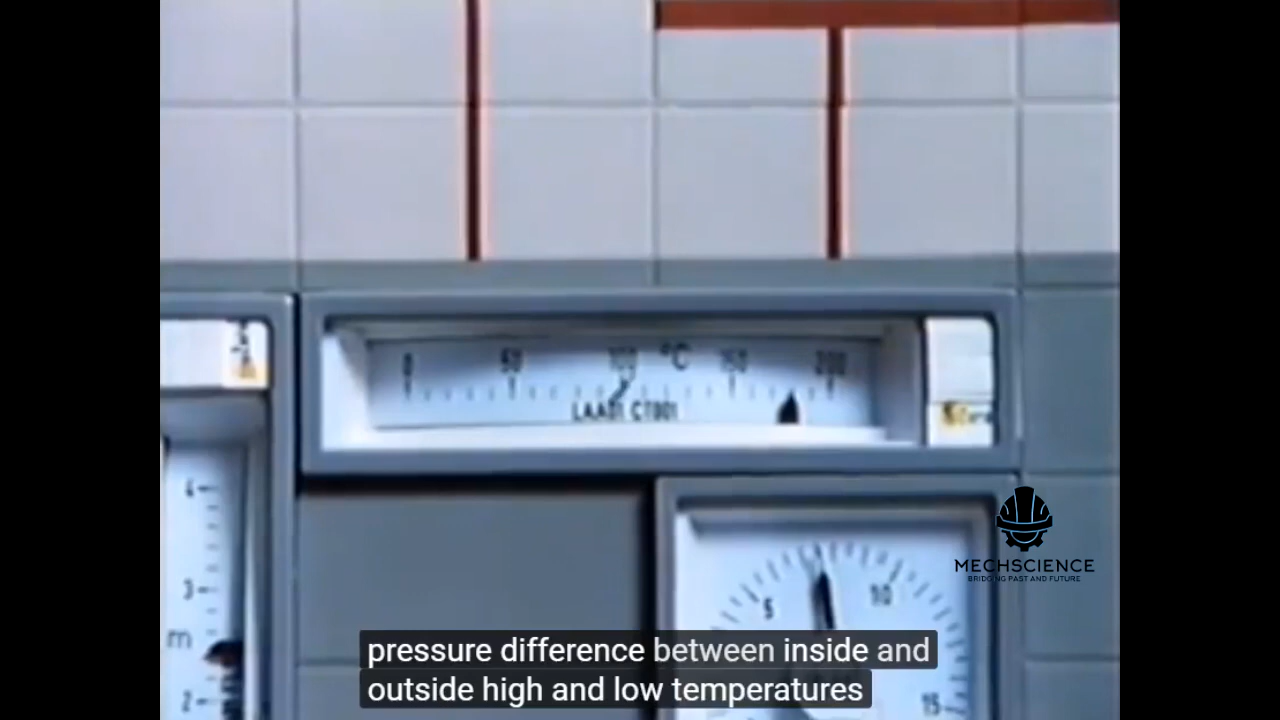 0 50 100 °C 150 200
LAA01 CT001
4
3
m
2
5
10
15
MECHSCIENCE
BRIDGING PAST AND FUTURE
pressure difference between inside and
outside high and low temperatures